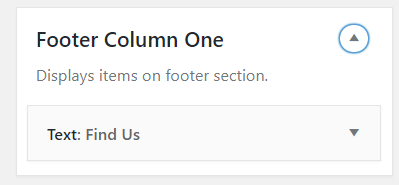 Footer Column One
Displays items on footer section.
Text: Find Us